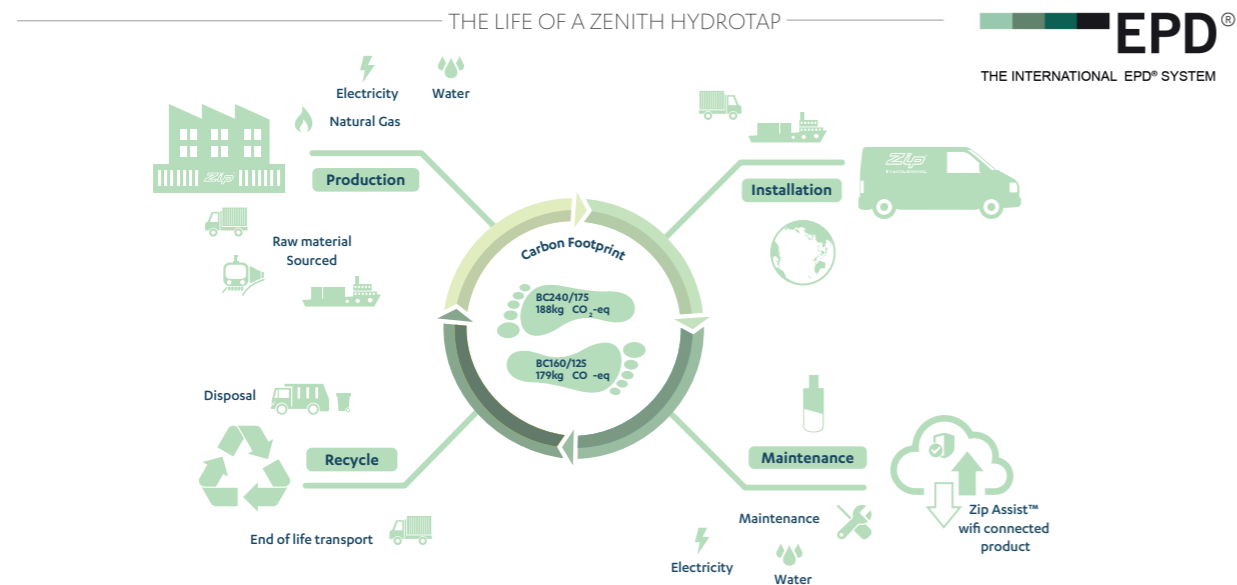 THE LIFE OF A ZENITH HYDROTAP
EPD®
THE INTERNATIONAL EPD® SYSTEM
Electricity
Water
Natural Gas
Production
Zip
Raw material
Sourced
Installation
Zip
Carbon Footprint
BC240/175
188kg CO2-eq
BC160/125
179kg CO -eq
Disposal
Recycle
End of life transport
Maintenance
Maintenance
Electricity
Water
Zip Assist™
wifi connected
product